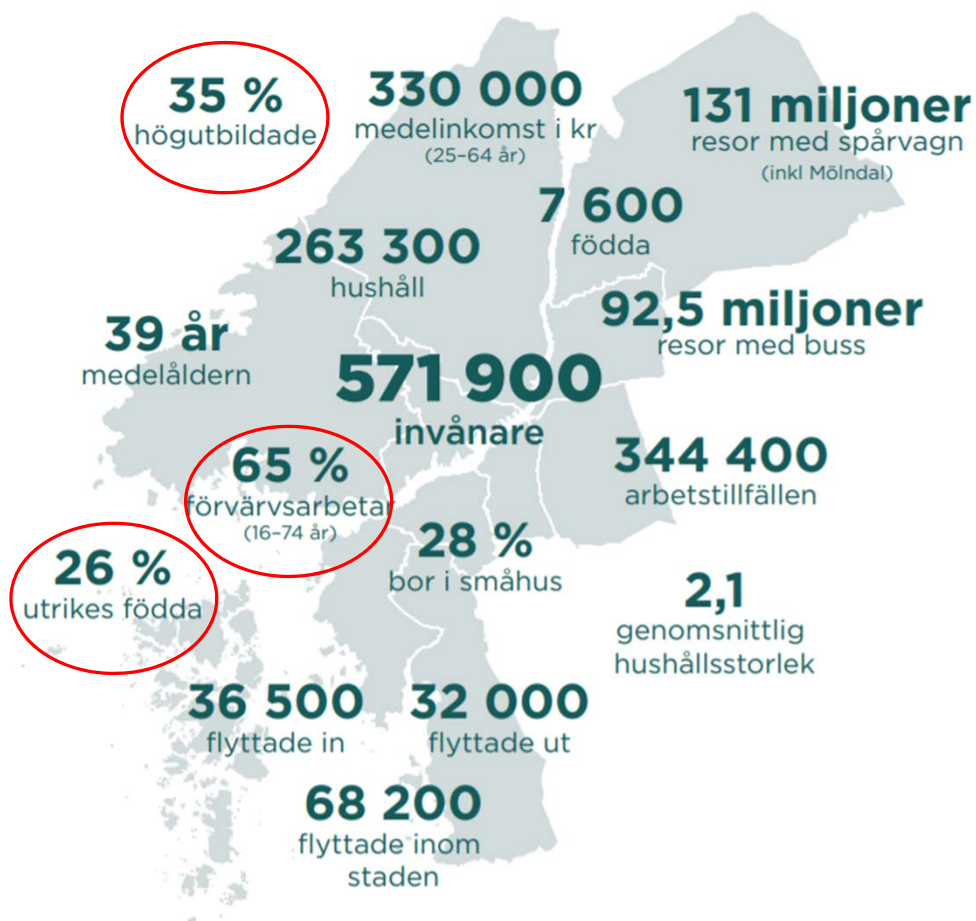 35 %
högutbildade
330 000
medelinkomst i kr
(25–64 år)
131 miljoner
resor med spårvagn
(inkl Mölndal)
7 600
födda
263 300
hushåll
92,5 miljoner
resor med buss
39 år
medelåldern
571 900
invånare
65 %
förvärvsarbetar
(16–74 år)
344 400
arbetstillfällen
28 %
bor i småhus
26 %
utrikes födda
2,1
genomsnittlig
hushållsstorlek
36 500
flyttade in
32 000
flyttade ut
68 200
flyttade inom
staden